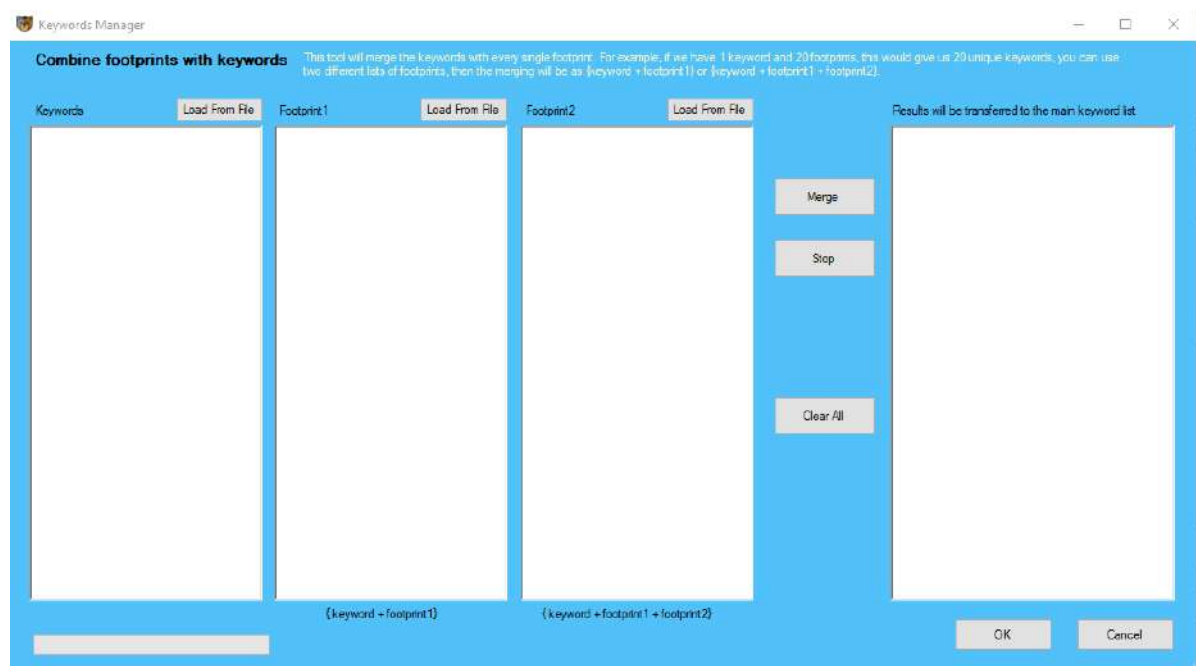 Keywords Manager
Combine footprints with keywords
This tool will merge the keywords with every single footprint. For example, if we have 1 keyword and 20 footprints, this would give us 20 unique keywords, you can use
two different lists of footprints, then the merging will be as {keyword + footprint1} or {keyword + footprint1 + footprint2}.
Keywords
Load From File
Footprint1
Load From File
Footprint2
Load From File
Results will be transferred to the main keyword list
Merge
Stop
Clear All
{keyword + footprint1}
{ keyword + footprint1 + footprint2}
OK
Cancel